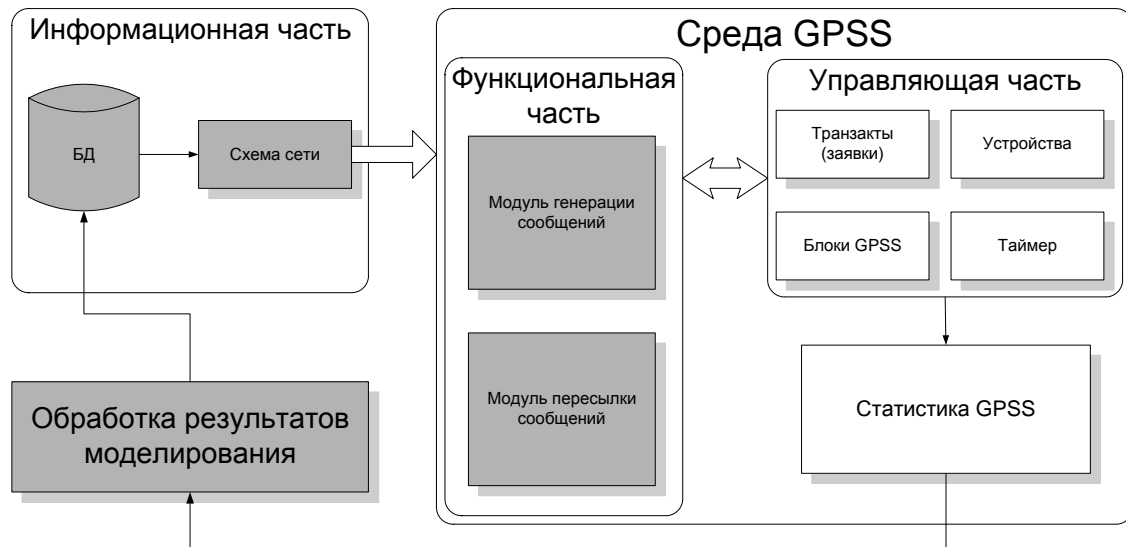 Информационная часть
БД
Схема сети
Среда GPSS
Функциональная
часть
Модуль генерации
сообщений
Модуль пересылки
сообщений
Управляющая часть
Транзакты
(заявки)
Устройства
Блоки GPSS
Таймер
Статистика GPSS
Обработка результатов
моделирования